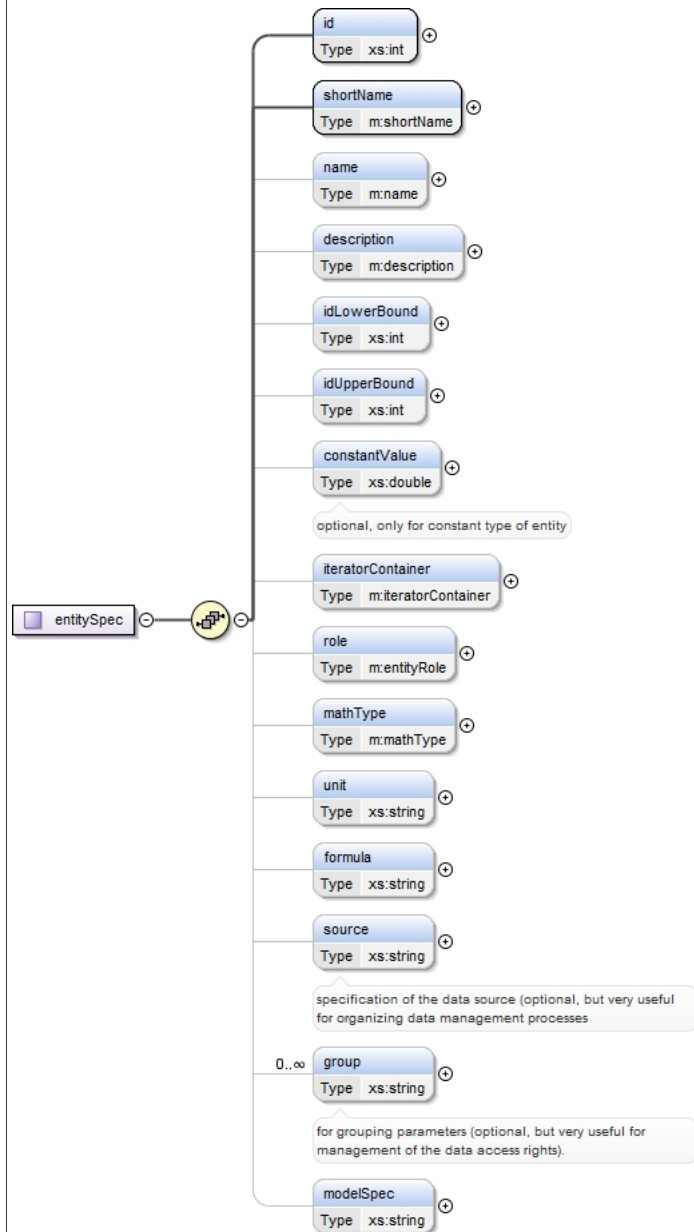 id
Type xs:int
shortName
Type m:shortName
name
Type m:name
description
Type m:description
idLowerBound
Type xs:int
idUpperBound
Type xs:int
constantValue
Type xs:double
optional, only for constant type of entity
iteratorContainer
Type m:iteratorContainer
entitySpec
role
Type m:entityRole
mathType
Type m:mathType
unit
Type xs:string
formula
Type xs:string
source
Type xs:string
specification of the data source (optional, but very useful
for organizing data management processes
0..∞ group
Type xs:string
for grouping parameters (optional, but very useful for
management of the data access rights).
modelSpec
Type xs:string